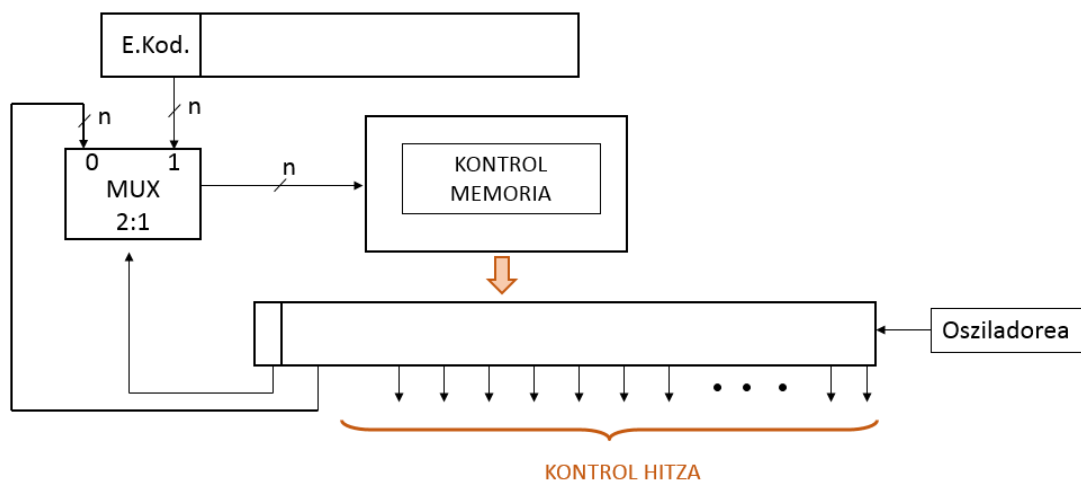 E.Kod.
n
n
0 1
MUX
2:1
n
KONTROL
MEMORIA
Osziladorea
KONTROL HITZA